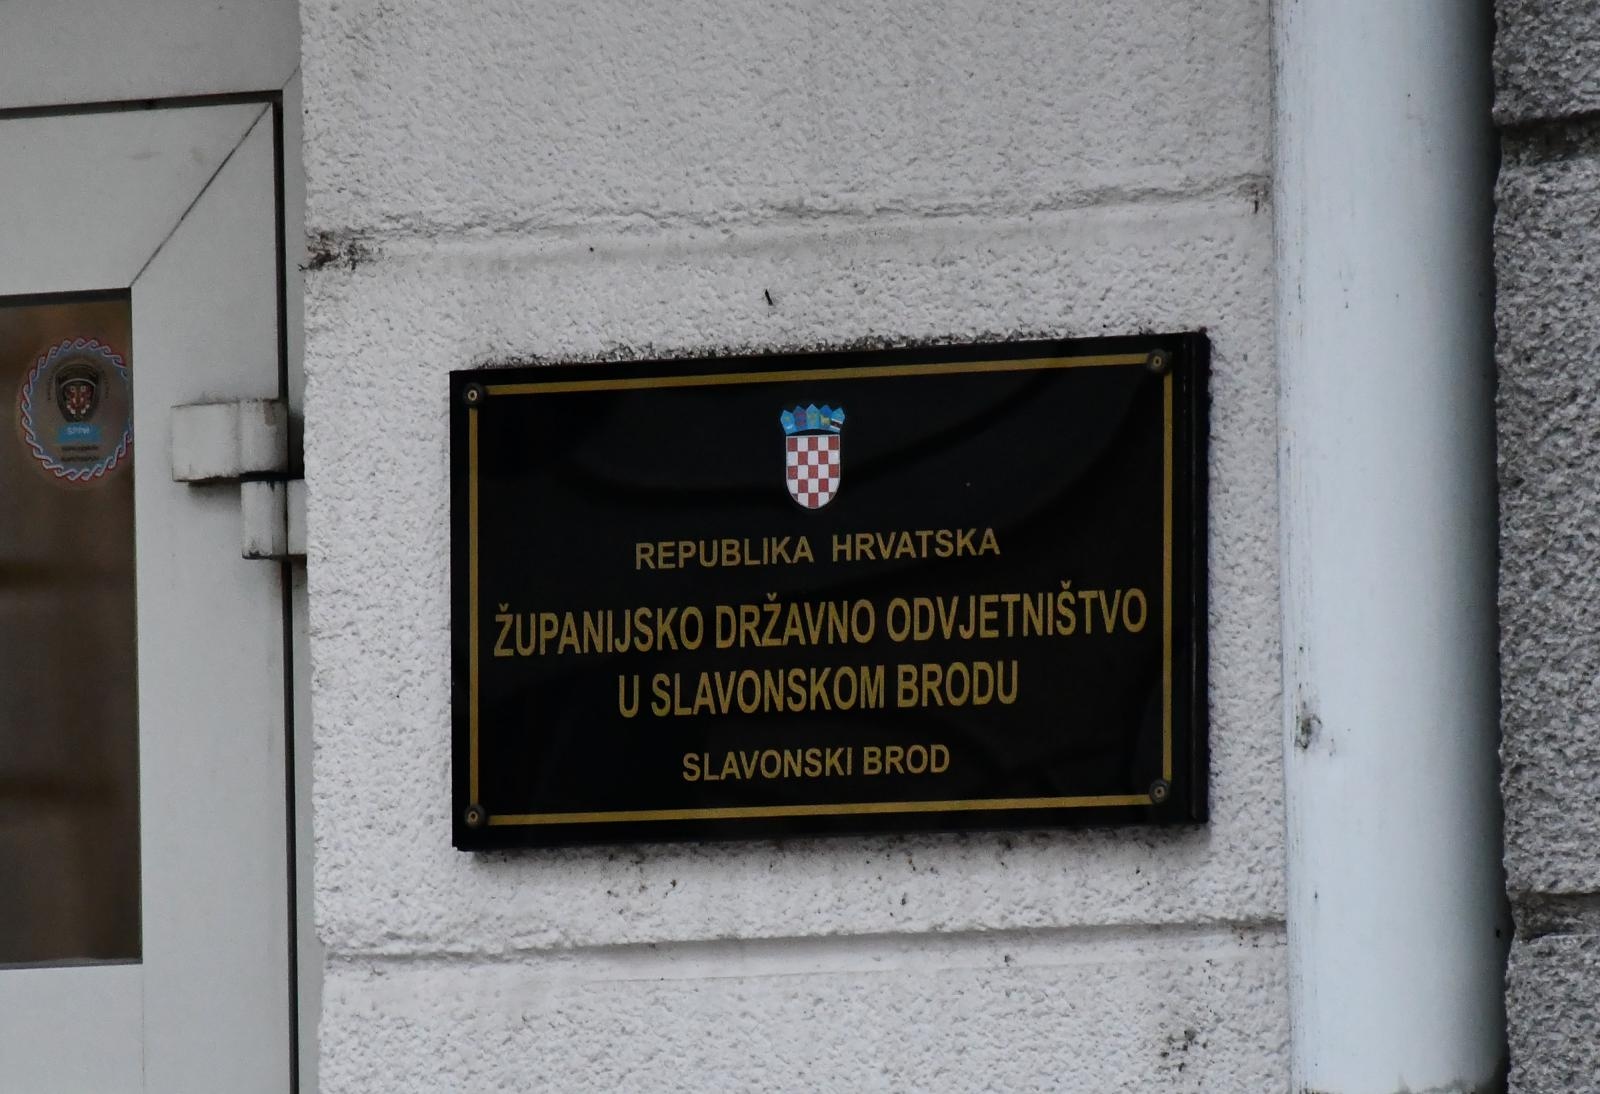 REPUBLIKA HRVATSKA
ŽUPANIJSKO DRŽAVNO ODVJETNIŠTVO
U SLAVONSKOM BRODU
SLAVONSKI BROD